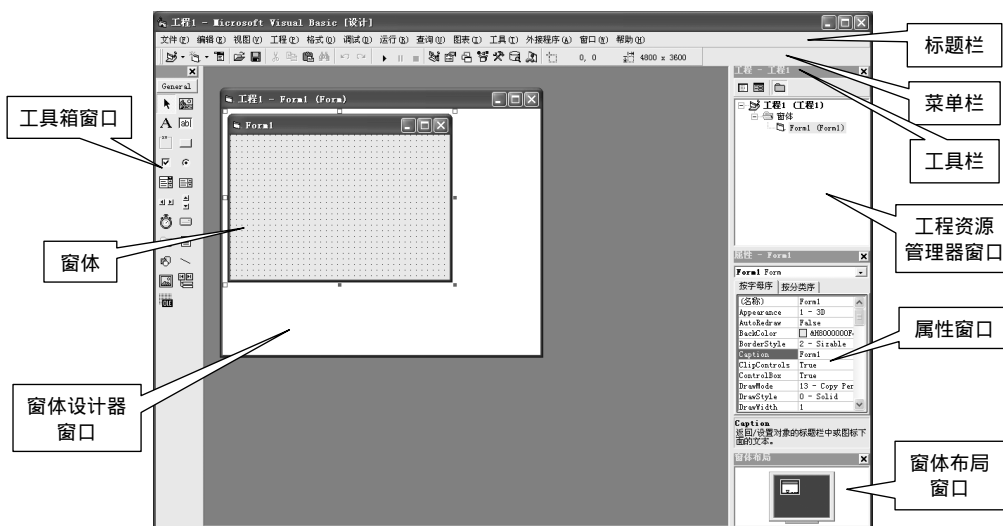 工程1 - Microsoft Visual Basic [设计]
文件(F) 编辑(E) 视图(V) 工程(P) 格式(O) 调试(D) 运行(R) 查询(U) 图表(I) 工具(T) 外接程序(A) 窗口(W) 帮助(H)
0, 0 4800 x 3600
General
A ab|
工程1 - Form1 (Form)
Form1
工程 - 工程1
工程1 (工程1)
窗体
Form1 (Form1)
属性 - Form1
Form1 Form
按字母序 按分类序
(名称) Form1
Appearance 1 - 3D
AutoRedraw False
BackColor &H8000000F&
BorderStyle 2 - Sizable
Caption Form1
ClipControls True
ControlBox True
DrawMode 13 - Copy Pen
DrawStyle 0 - Solid
DrawWidth 1
Caption
返回/设置对象的标题栏中或图标下
面的文本。
窗体布局
标题栏
菜单栏
工具栏
工程资源
管理器窗口
属性窗口
窗体布局
窗口
工具箱窗口
窗体
窗体设计器
窗口